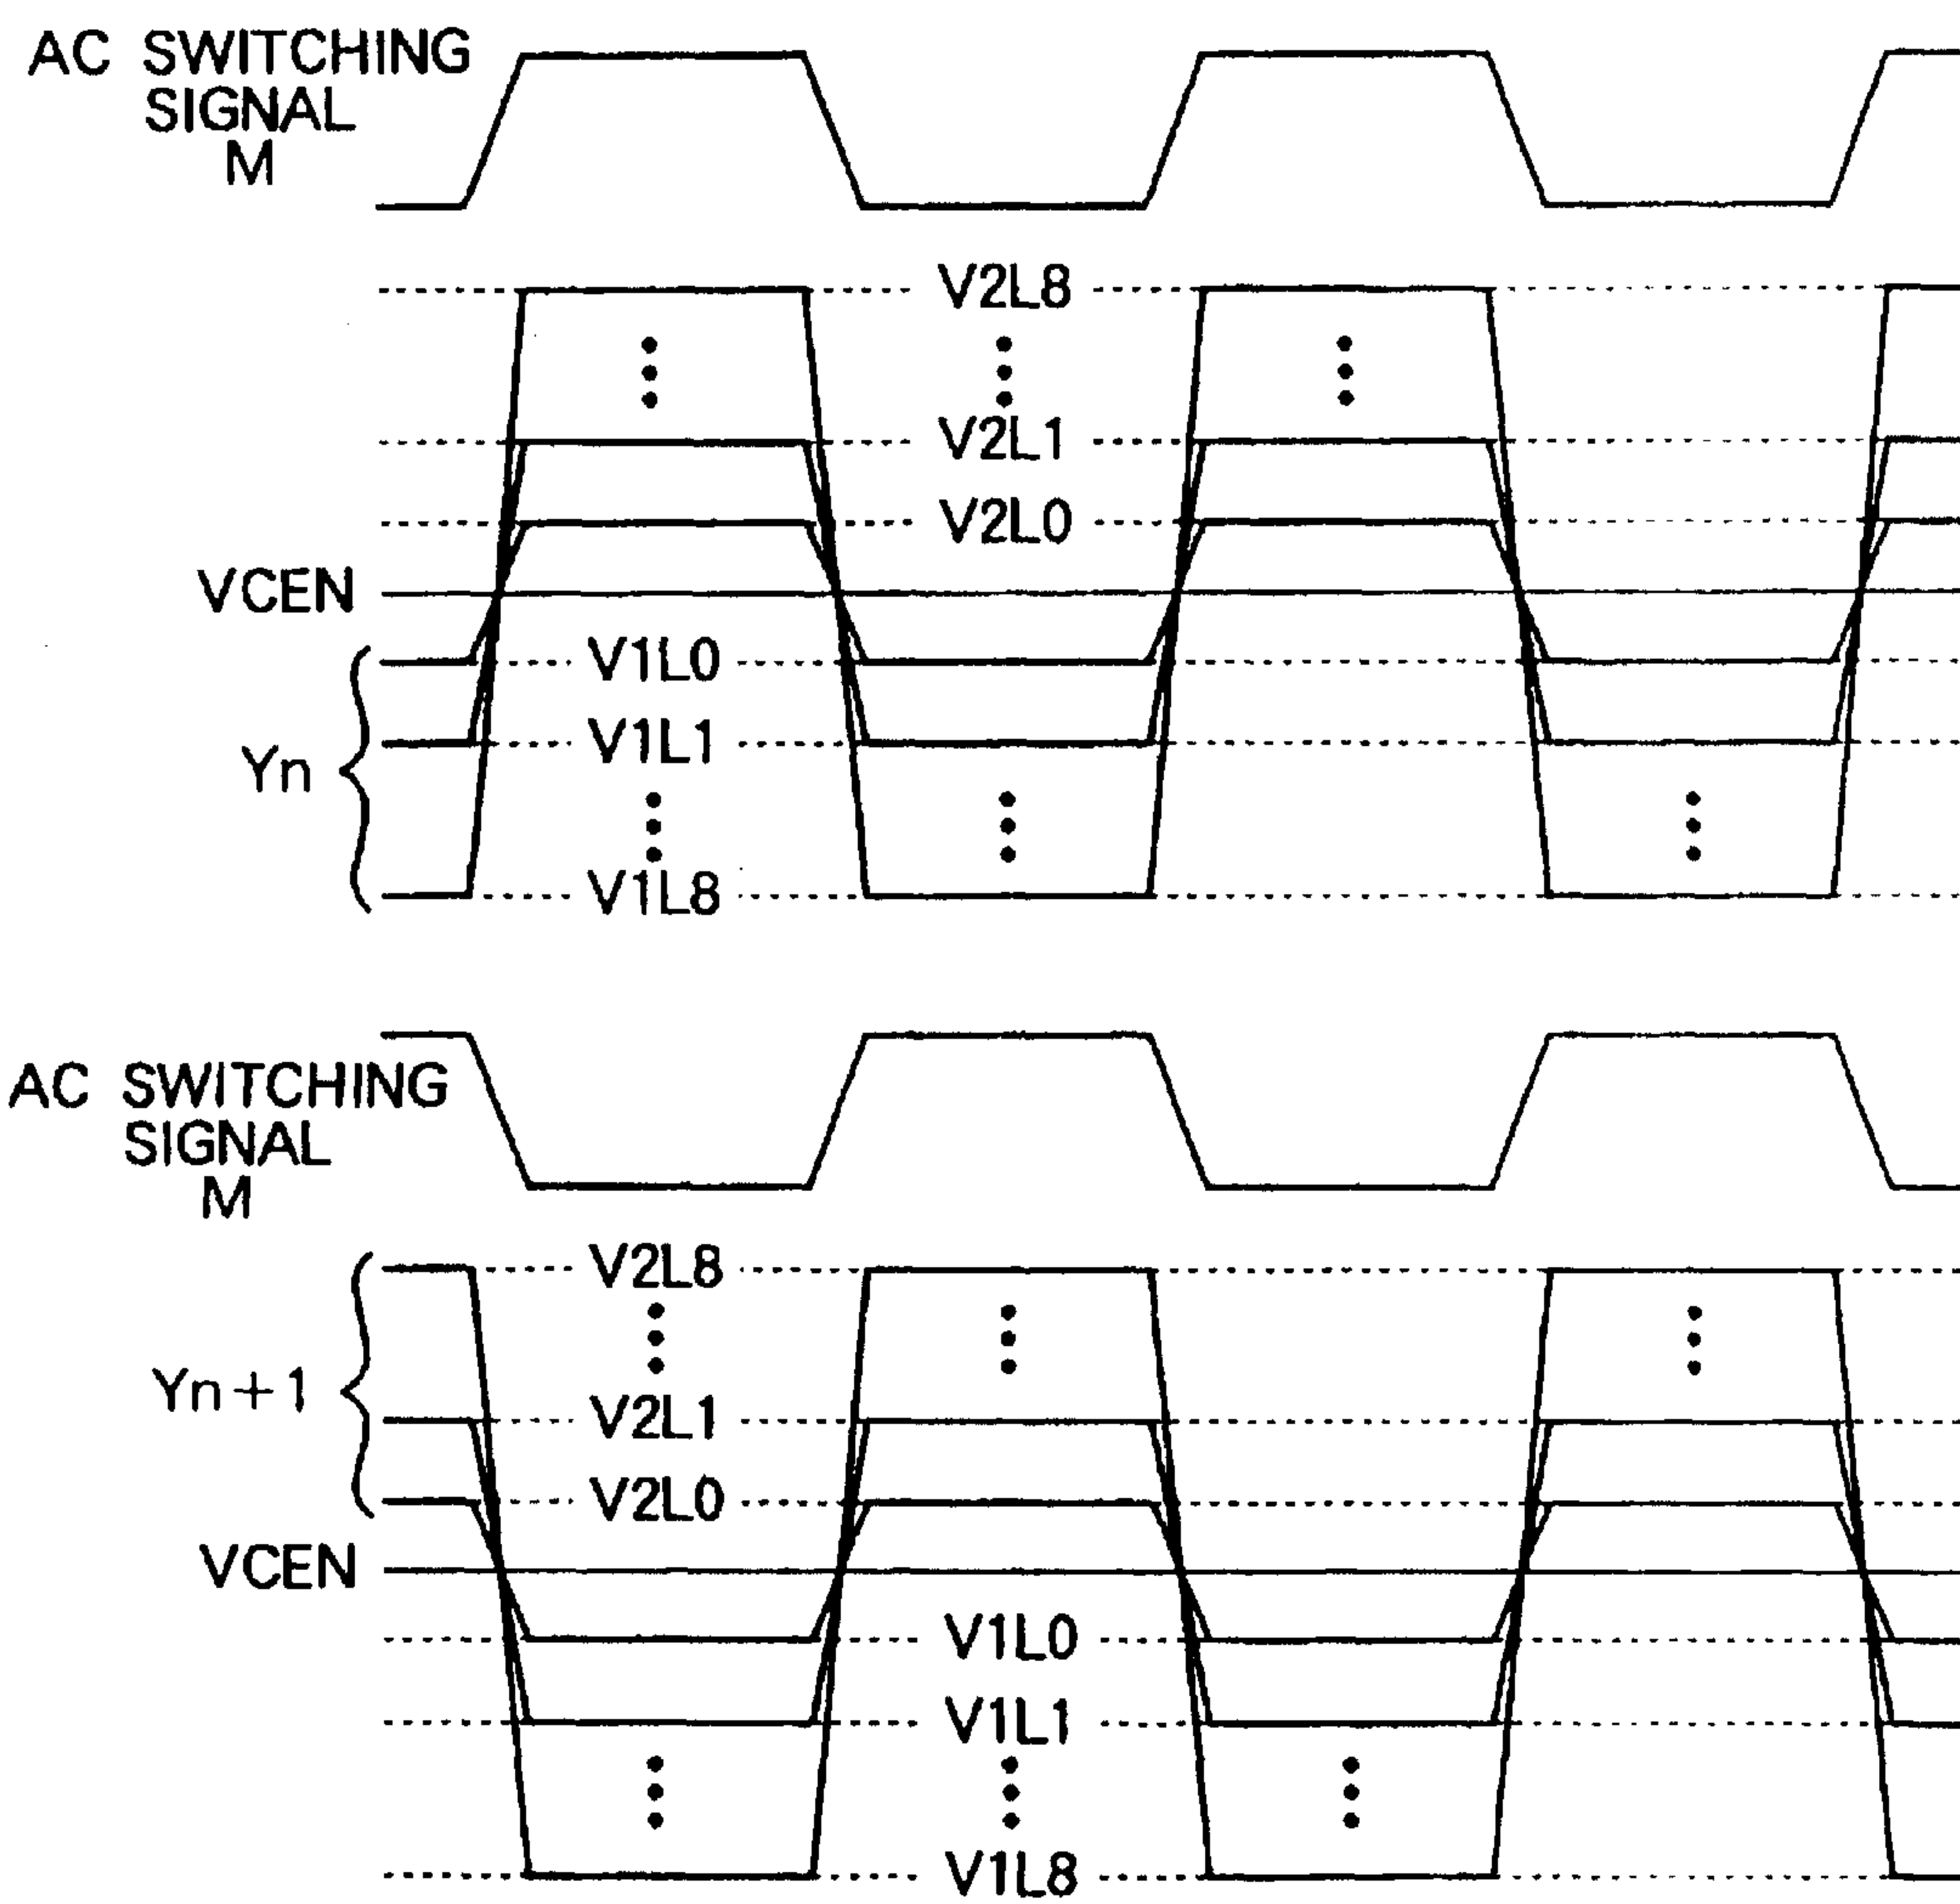 AC SWITCHING
SIGNAL
M
V2L8
V2L1
V2L0
VCEN
V1L0
V1L1
Yn
V1L8
AC SWITCHING
SIGNAL
M
V2L8
Yn+1
V2L1
V2L0
VCEN
V1L0
V1L1
V1L8